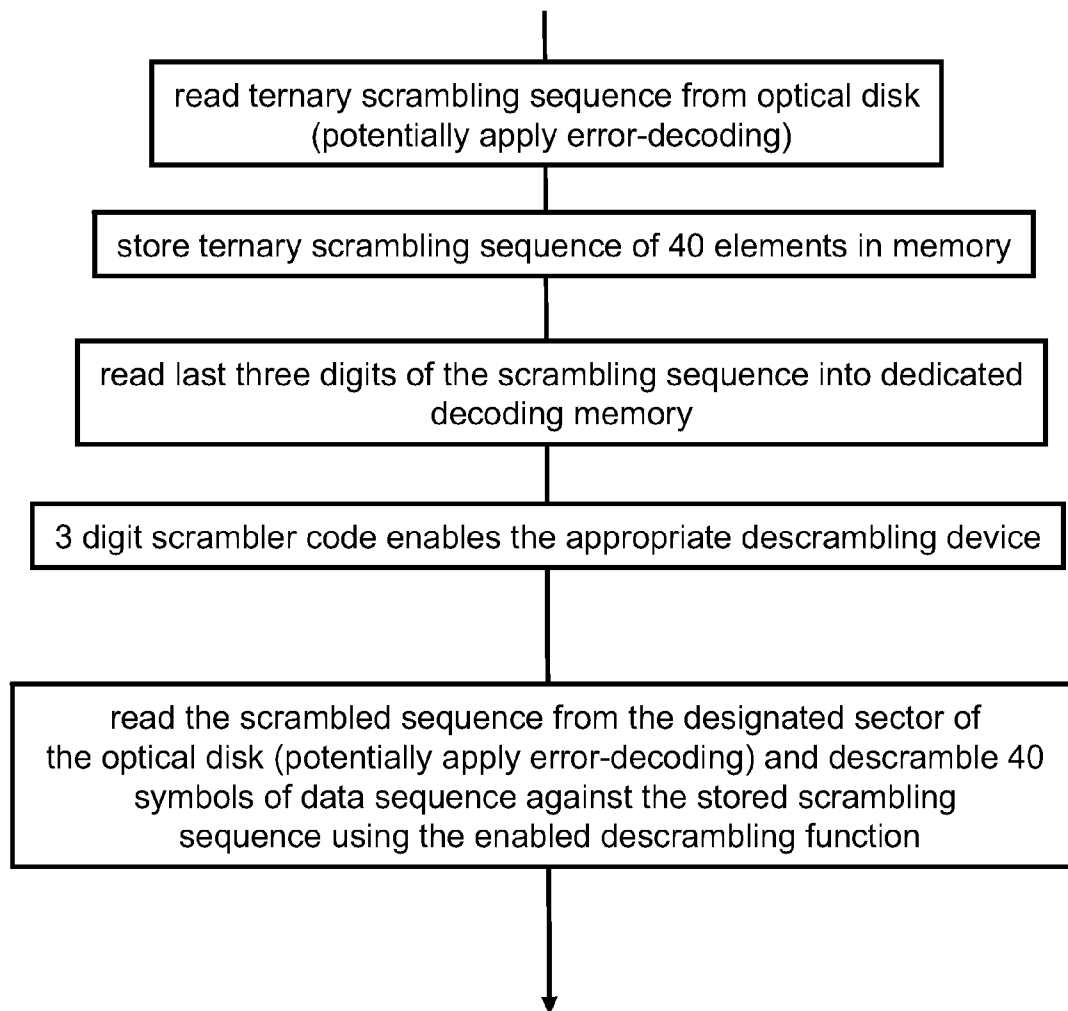 read ternary scrambling sequence from optical disk
(potentially apply error-decoding)
store ternary scrambling sequence of 40 elements in memory
read last three digits of the scrambling sequence into dedicated
decoding memory
3 digit scrambler code enables the appropriate descrambling device
read the scrambled sequence from the designated sector of
the optical disk (potentially apply error-decoding) and descramble 40
symbols of data sequence against the stored scrambling
sequence using the enabled descrambling function